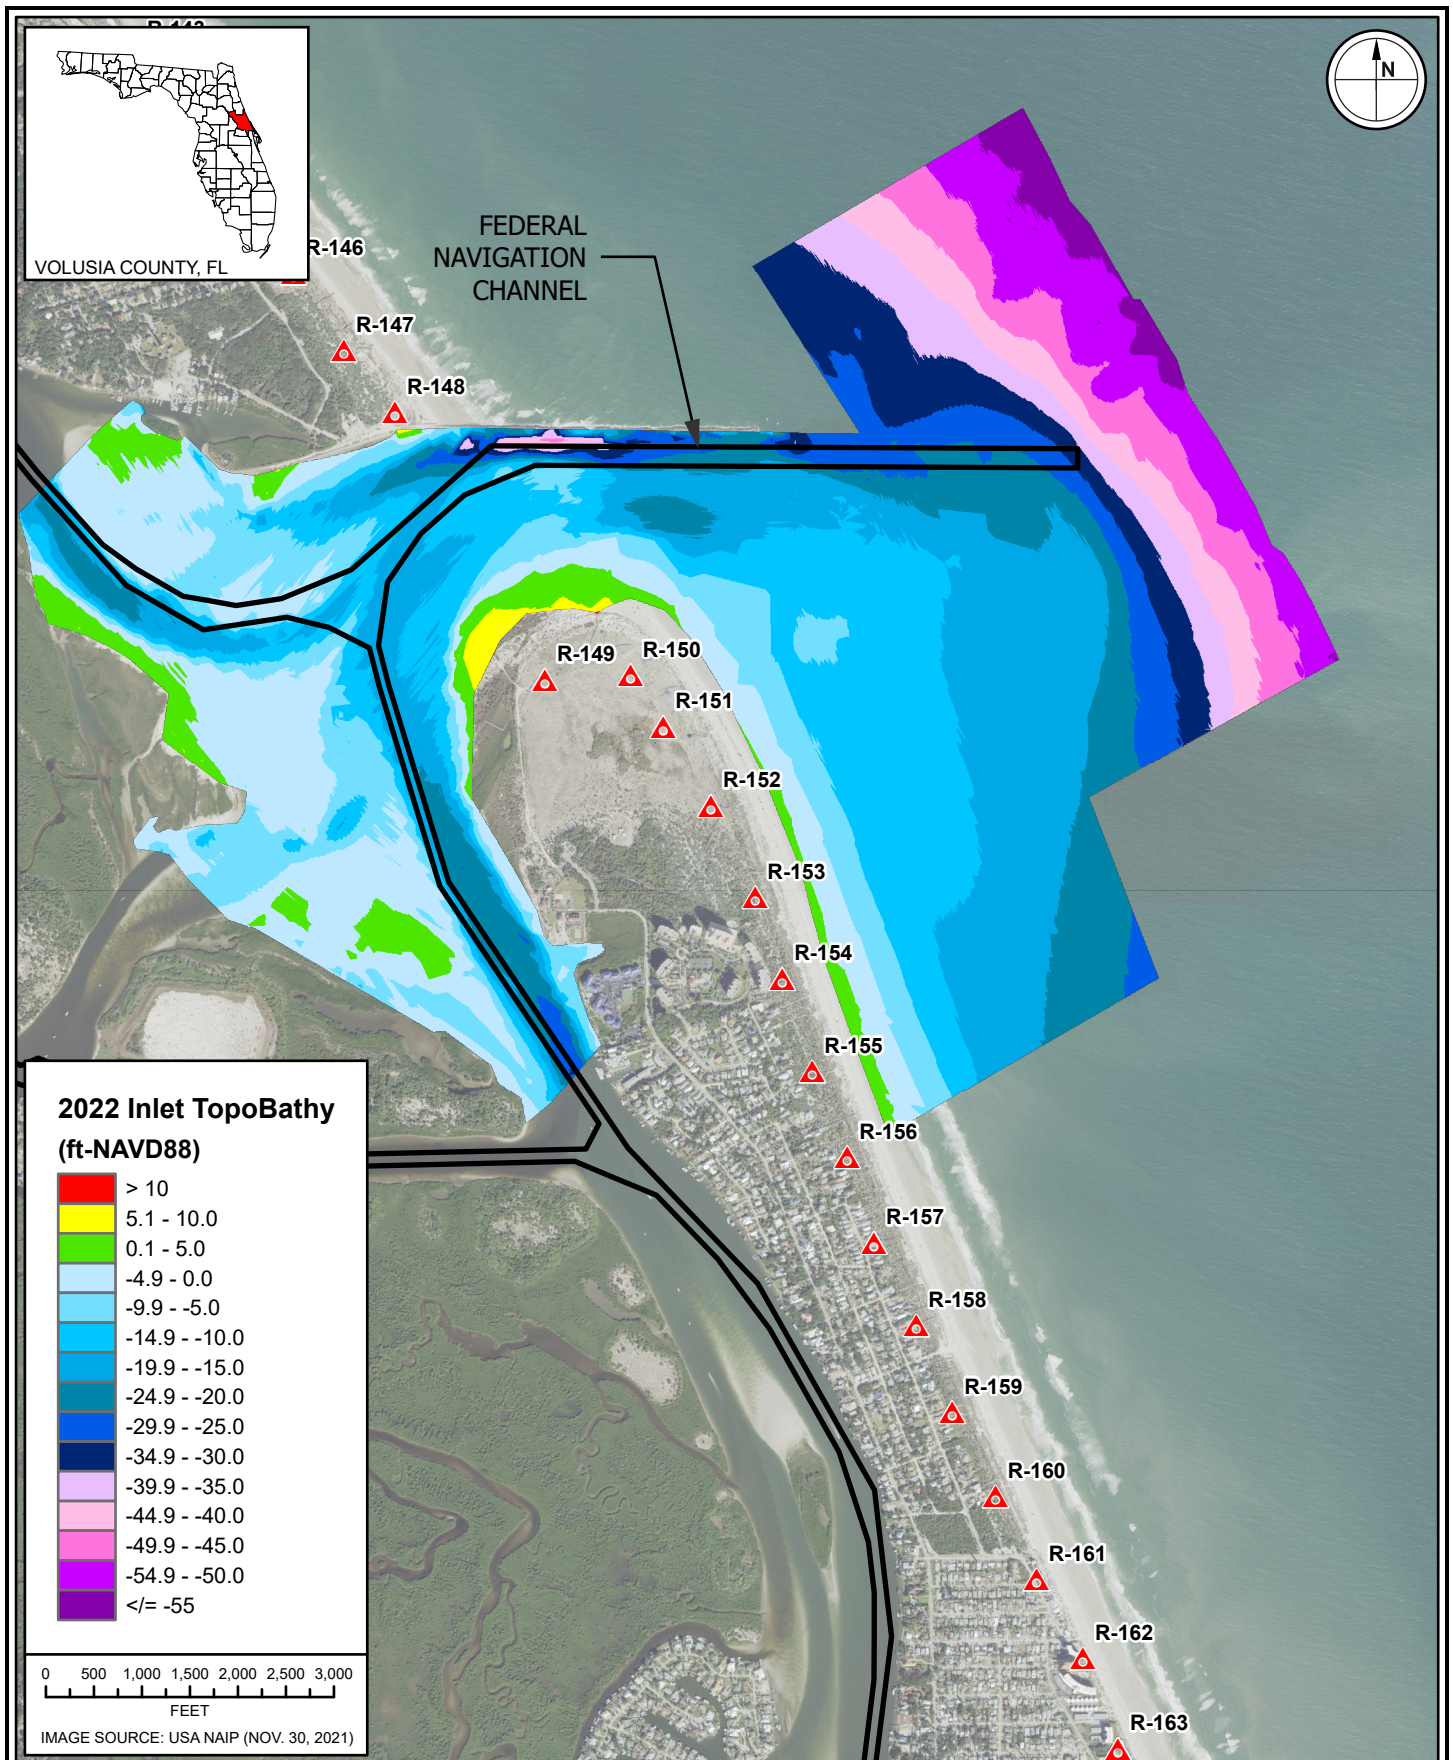 VOLUSIA COUNTY, FL
N
FEDERAL
NAVIGATION
CHANNEL
R-146
R-147
R-148
R-149
R-150
R-151
R-152
R-153
R-154
R-155
R-156
R-157
R-158
R-159
R-160
R-161
R-162
R-163
2022 Inlet TopoBathy
(ft-NAVD88)
> 10
5.1 - 10.0
0.1 - 5.0
-4.9 - 0.0
-9.9 - -5.0
-14.9 - -10.0
-19.9 - -15.0
-24.9 - -20.0
-29.9 - -25.0
-34.9 - -30.0
-39.9 - -35.0
-44.9 - -40.0
-49.9 - -45.0
-54.9 - -50.0
</= -55
0 500 1,000 1,500 2,000 2,500 3,000
FEET
IMAGE SOURCE: USA NAIP (NOV. 30, 2021)